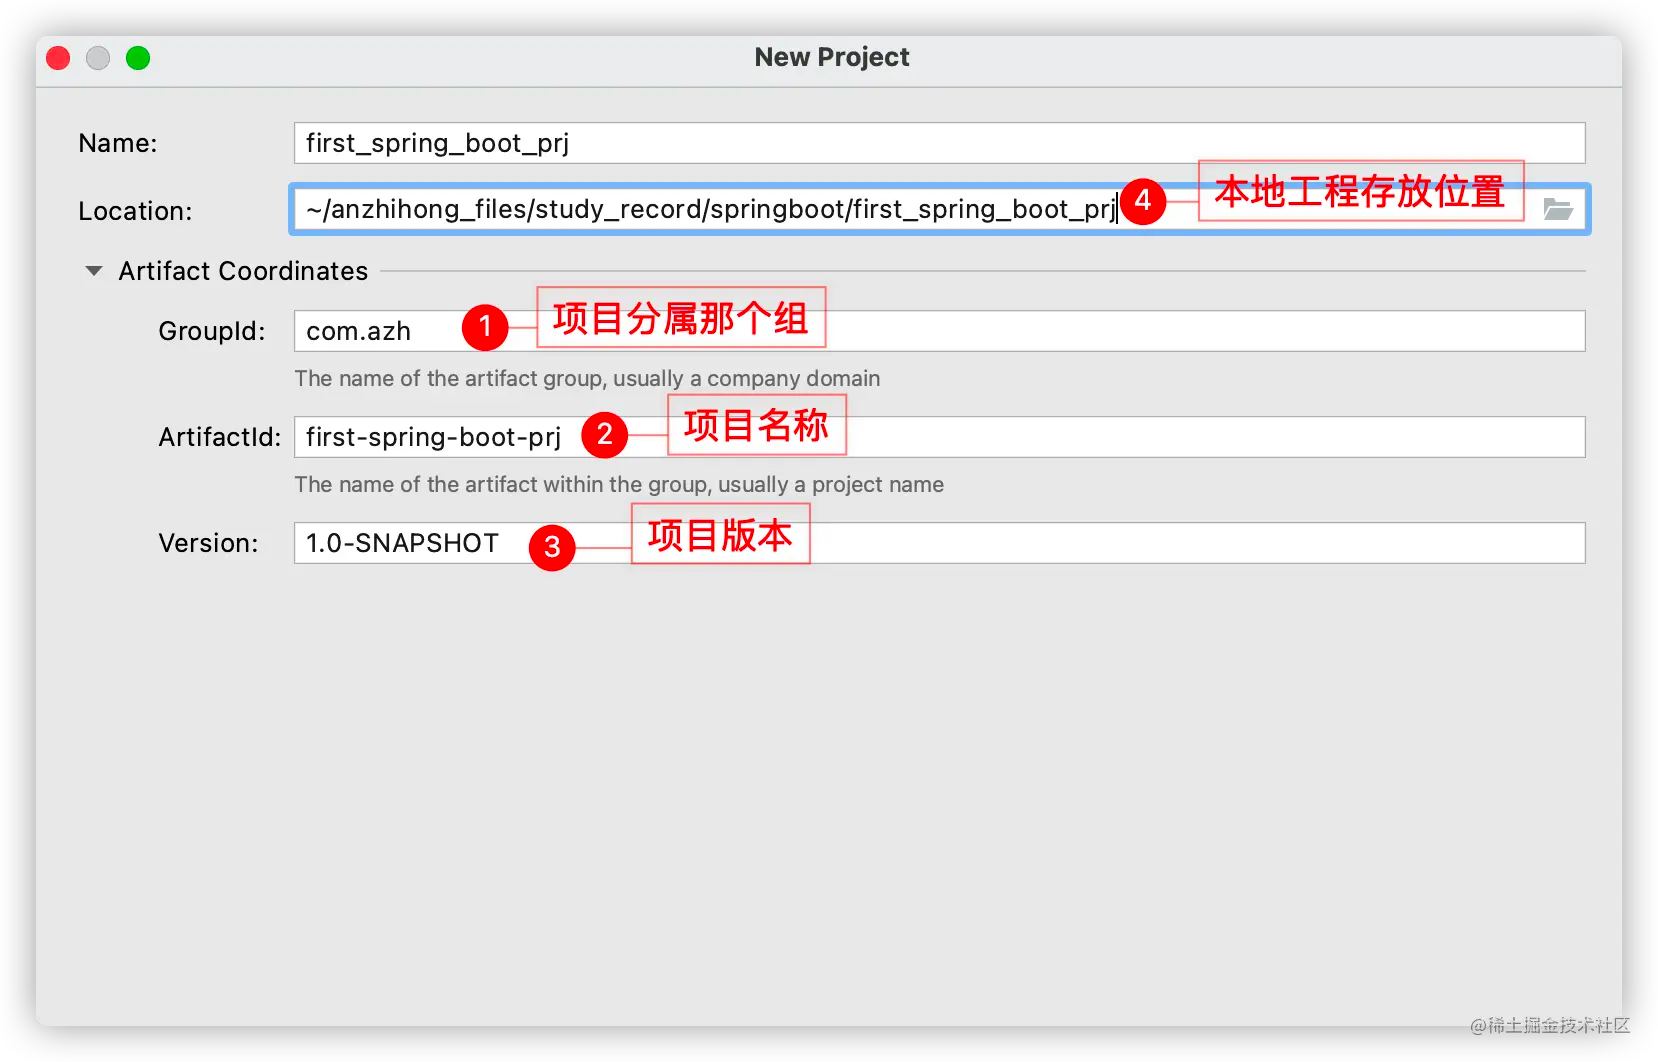 New Project
Name: first_spring_boot_prj
Location: ~/anzhihong_files/study_record/springboot/first_spring_boot_prj 4 本地工程存放位置
Artifact Coordinates
GroupId: com.azh 1 项目分属那个组
The name of the artifact group, usually a company domain
ArtifactId: first-spring-boot-prj 2 项目名称
The name of the artifact within the group, usually a project name
Version: 1.0-SNAPSHOT 3 项目版本
@稀土掘金技术社区